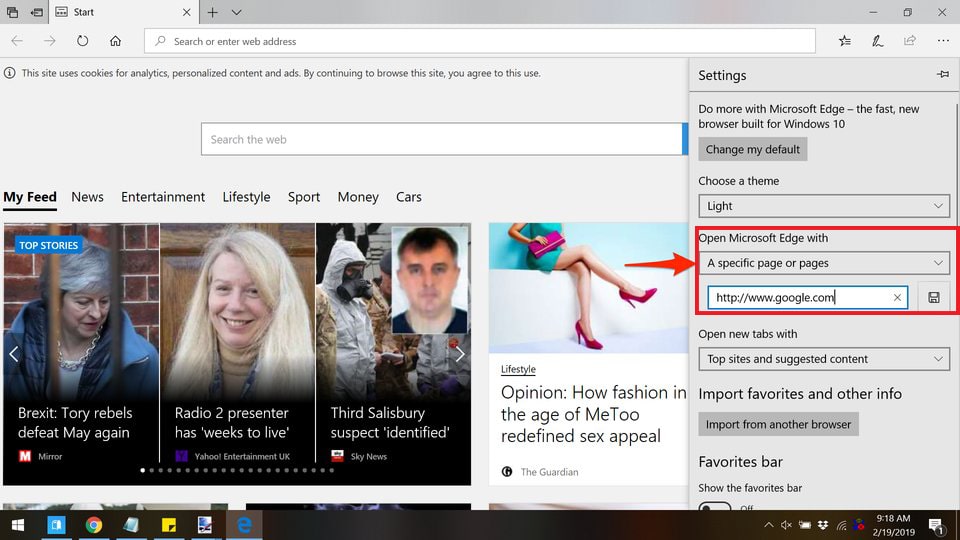 Start
Search or enter web address
This site uses cookies for analytics, personalized content and ads. By continuing to browse this site, you agree to this use.
Search the web
My Feed News Entertainment Lifestyle Sport Money Cars
TOP STORIES
Brexit: Tory rebels
defeat May again
Mirror
Radio 2 presenter
has 'weeks to live'
Yahoo! Entertainment UK
Third Salisbury
suspect 'identified'
Sky News
Lifestyle
Opinion: How fashion in
the age of MeToo
redefined sex appeal
The Guardian
Settings
Do more with Microsoft Edge – the fast, new
browser built for Windows 10
Change my default
Choose a theme
Light
Open Microsoft Edge with
A specific page or pages
http://www.google.com
Open new tabs with
Top sites and suggested content
Import favorites and other info
Import from another browser
Favorites bar
Show the favorites bar
Off
9:18 AM
2/19/2019
1